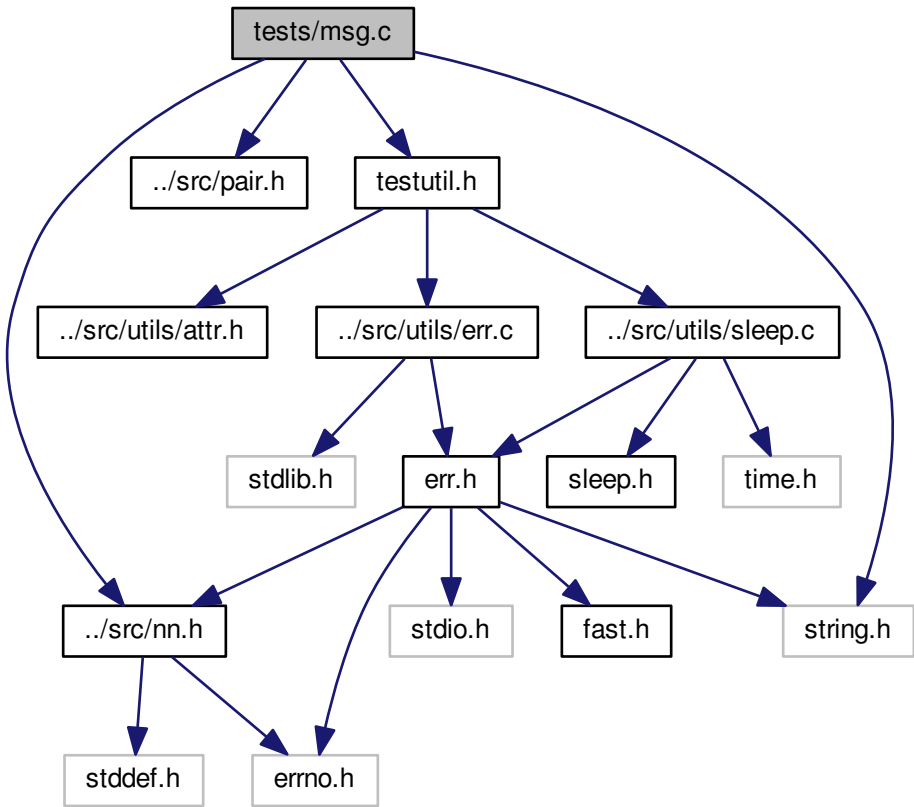 tests/msg.c
../src/pair.h
testutil.h
../src/utils/attr.h
../src/utils/err.c
../src/utils/sleep.c
stdlib.h
err.h
sleep.h
time.h
../src/nn.h
stdio.h
fast.h
string.h
stddef.h
errno.h